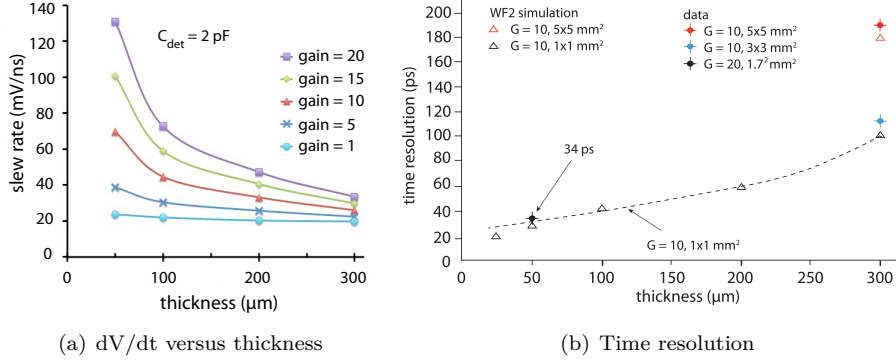 140
120
100
80
60
40
20
0
slew rate (mV/ns)
C_det = 2 pF
gain = 20
gain = 15
gain = 10
gain = 5
gain = 1
0 100 200 300
thickness (μm)
(a) dV/dt versus thickness
200
180
160
140
120
100
80
60
40
20
0
time resolution (ps)
WF2 simulation
G = 10, 5x5 mm²
G = 10, 1x1 mm²
data
G = 10, 5x5 mm²
G = 10, 3x3 mm²
G = 20, 1.7² mm²
34 ps
G = 10, 1x1 mm²
0 50 100 150 200 250 300
thickness (μm)
(b) Time resolution